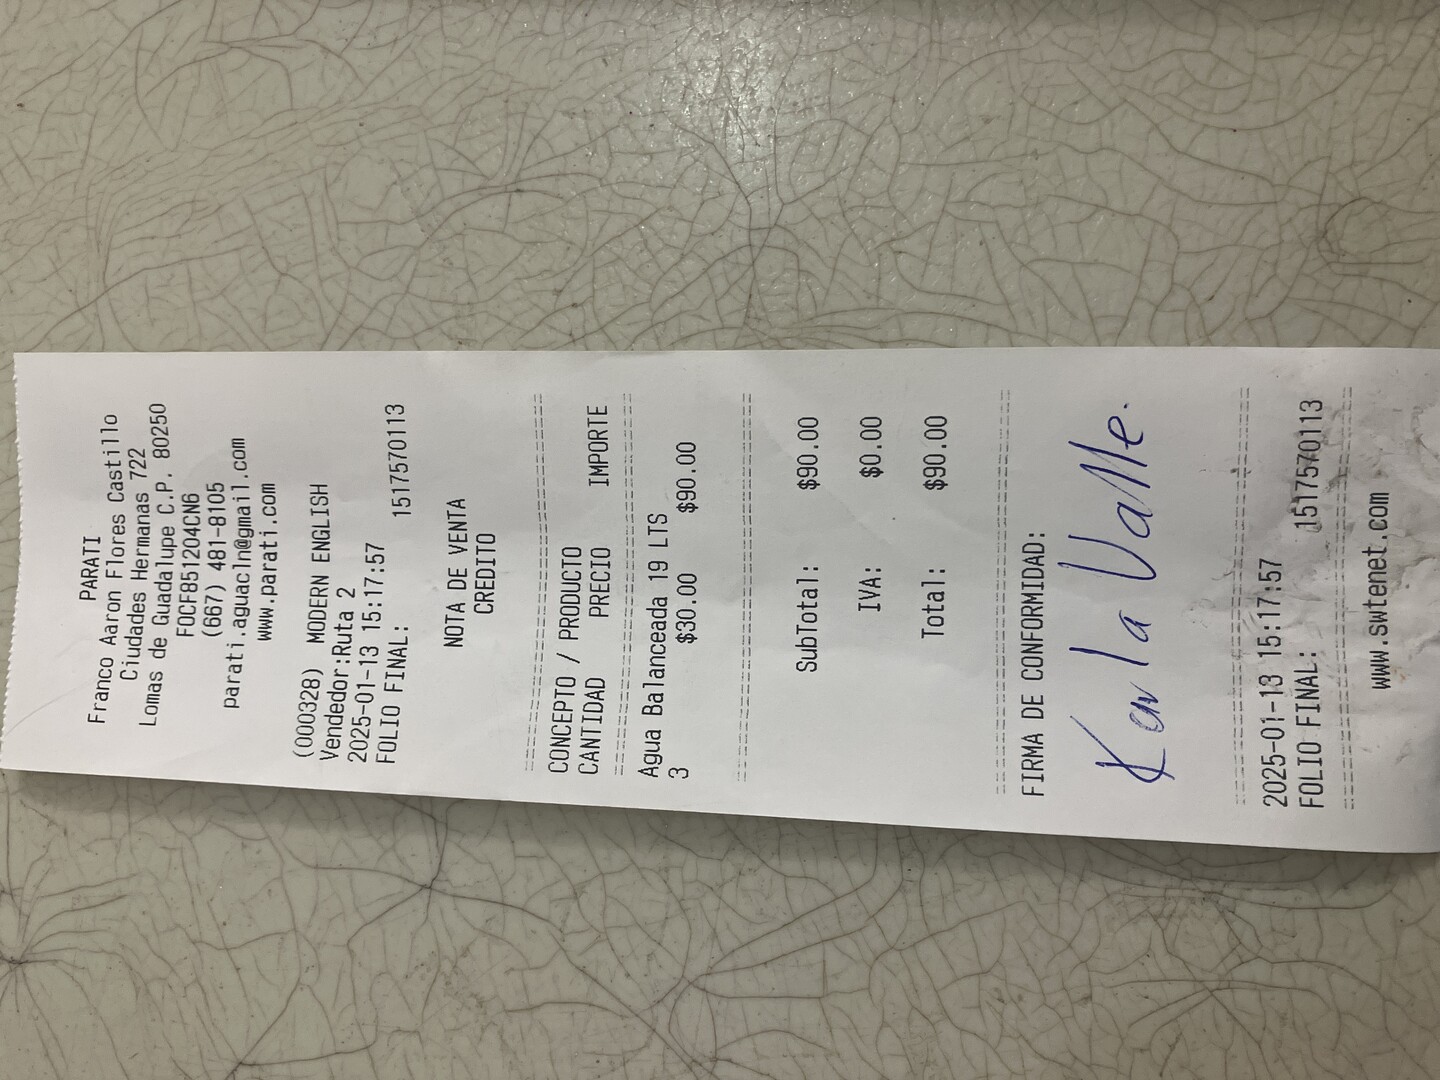 PARATI
Franco Aaron Flores Castillo
Ciudades Hermanas 722
Lomas de Guadalupe C.P. 80250
FOCF851204CN6
(667) 481-8105
parati.aguacln@gmail.com
www.parati.com
(000328) MODERN ENGLISH
Vendedor:Ruta 2
2025-01-13 15:17:57
FOLIO FINAL: 1517570113
NOTA DE VENTA
CREDITO
CONCEPTO / PRODUCTO
CANTIDAD PRECIO IMPORTE
Agua Balanceada 19 LTS
3 $30.00 $90.00
SubTotal: $90.00
IVA: $0.00
Total: $90.00
FIRMA DE CONFORMIDAD:
Karla Valle.
2025-01-13 15:17:57
FOLIO FINAL: 1517570113
www.swtenet.com